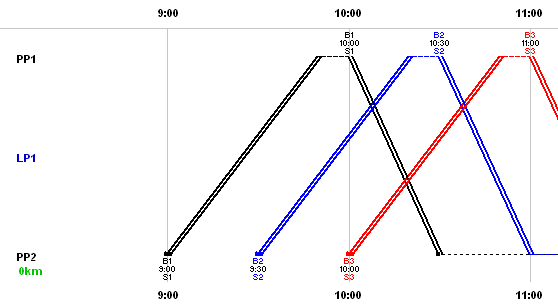 9:00 10:00 11:00
B1 B2 B3
10:00 10:30 11:00
S1 S2 S3
PP1
LP1
PP2
0km
B1 B2 B3
9:00 9:30 10:00
S1 S2 S3
9:00 10:00 11:00